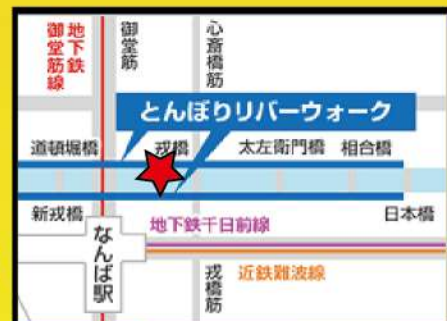 地下鉄
御堂筋線
御堂筋
心斎橋筋
とんぼりリバーウォーク
道頓堀橋
戎橋
太左衛門橋
相合橋
新戎橋
日本橋
地下鉄千日前線
なんば駅
戎橋筋
近鉄難波線